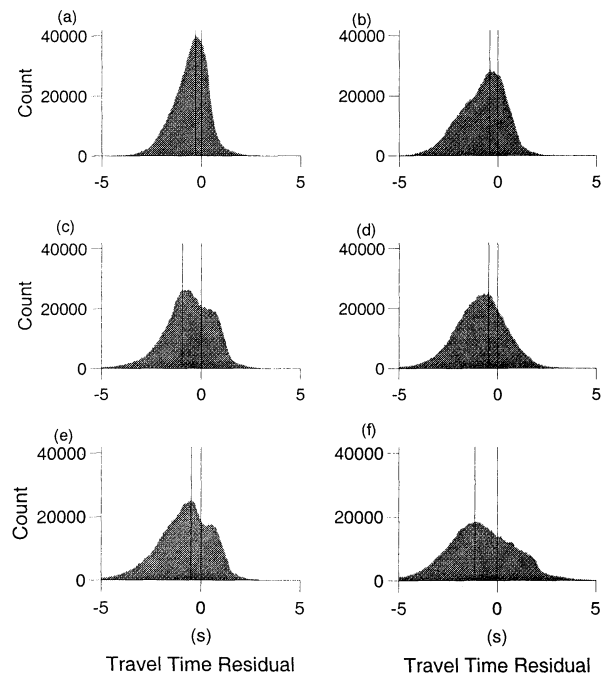 (a) (b)
40000 40000
Count
20000 20000
0 0
-5 0 5 -5 0 5
(c) (d)
40000 40000
Count
20000 20000
0 0
-5 0 5 -5 0 5
(e) (f)
40000 40000
Count
20000 20000
0 0
-5 0 5 -5 0 5
(s) (s)
Travel Time Residual Travel Time Residual